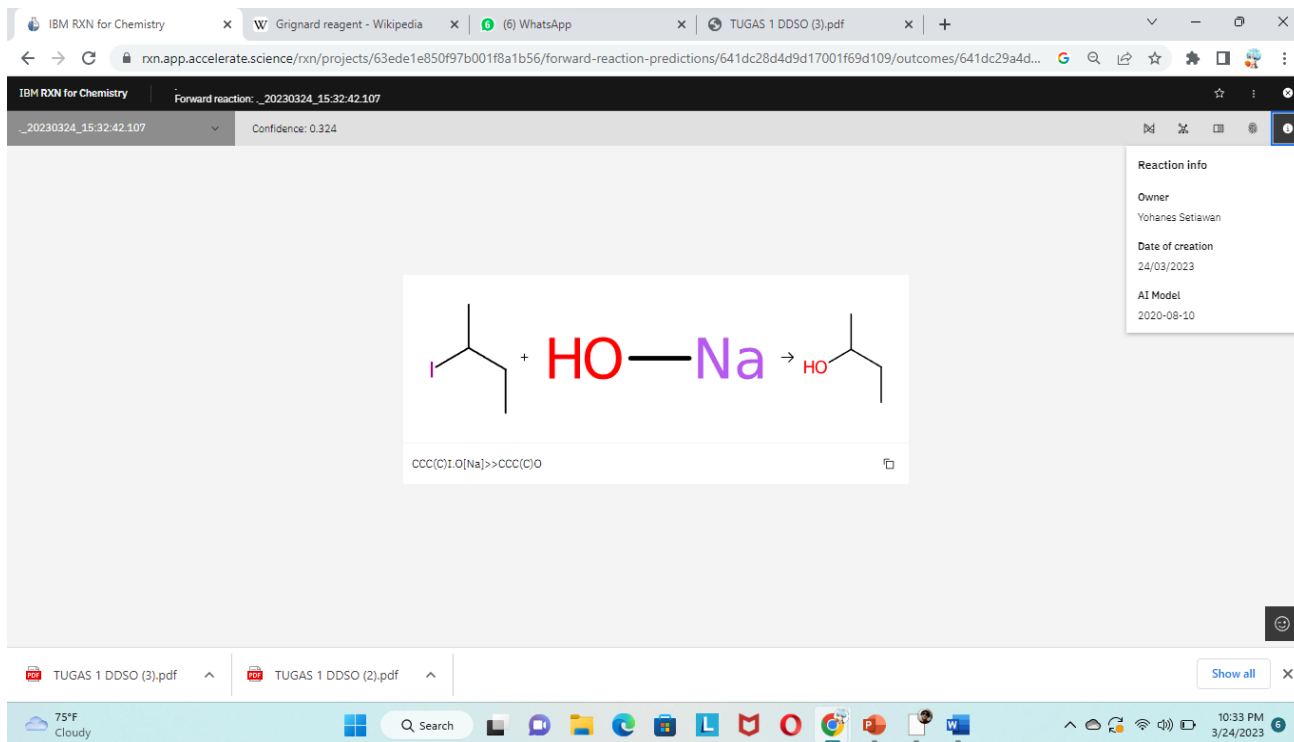 IBM RXN for Chemistry
Grignard reagent - Wikipedia
6 (6) WhatsApp
TUGAS 1 DDSO (3).pdf
rxn.app.accelerate.science/rxn/projects/63ede1e850f97b001f8a1b56/forward-reaction-predictions/641dc28d4d9d17001f69d109/outcomes/641dc29a4d...
IBM RXN for Chemistry
Forward reaction: ._20230324_15:32:42.107
._20230324_15:32:42.107
Confidence: 0.324
Reaction info
Owner
Yohanes Setiawan
Date of creation
24/03/2023
AI Model
2020-08-10
I + HO Na → HO
CCC(C)I.O[Na]>>CCC(C)O
TUGAS 1 DDSO (3).pdf
TUGAS 1 DDSO (2).pdf
Show all
75°F
Cloudy
Search
10:33 PM
3/24/2023
6